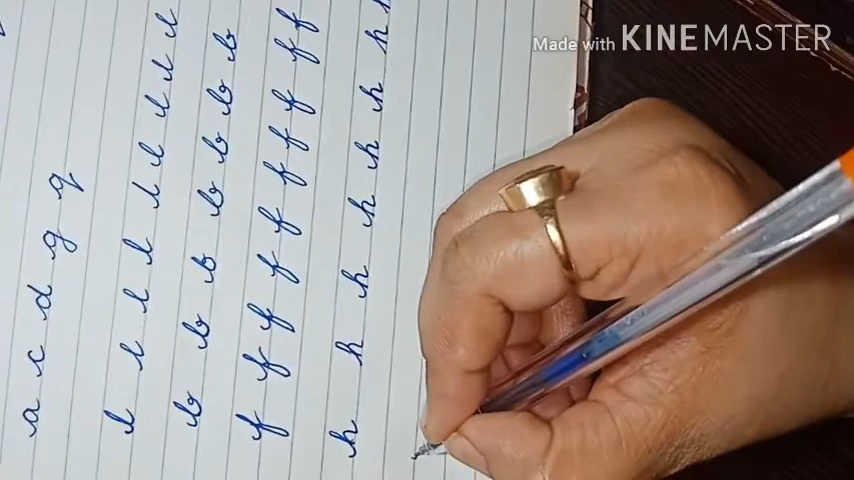 a c d g q
l l l l l l l l l
b b b b b b b
f f f f f f f f f f
h h h h h h h
Made with KINEMASTER